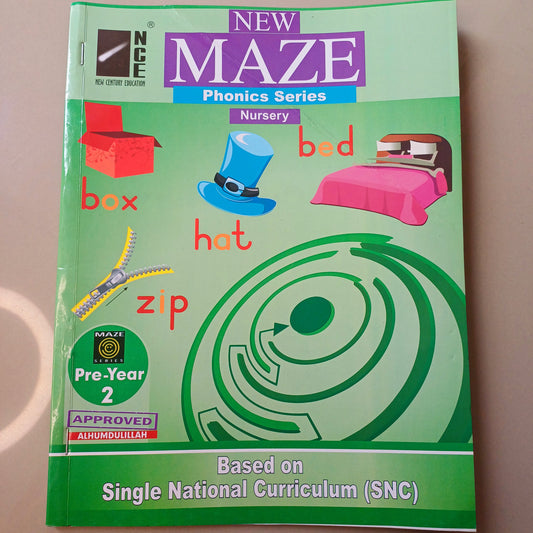 NEW
MAZE
Phonics Series
Nursery
®
NCE
NEW CENTURY EDUCATION
bed
box
hat
zip
MAZE
SERIES
Pre-Year
2
APPROVED
ALHUMDULILLAH
Based on
Single National Curriculum (SNC)